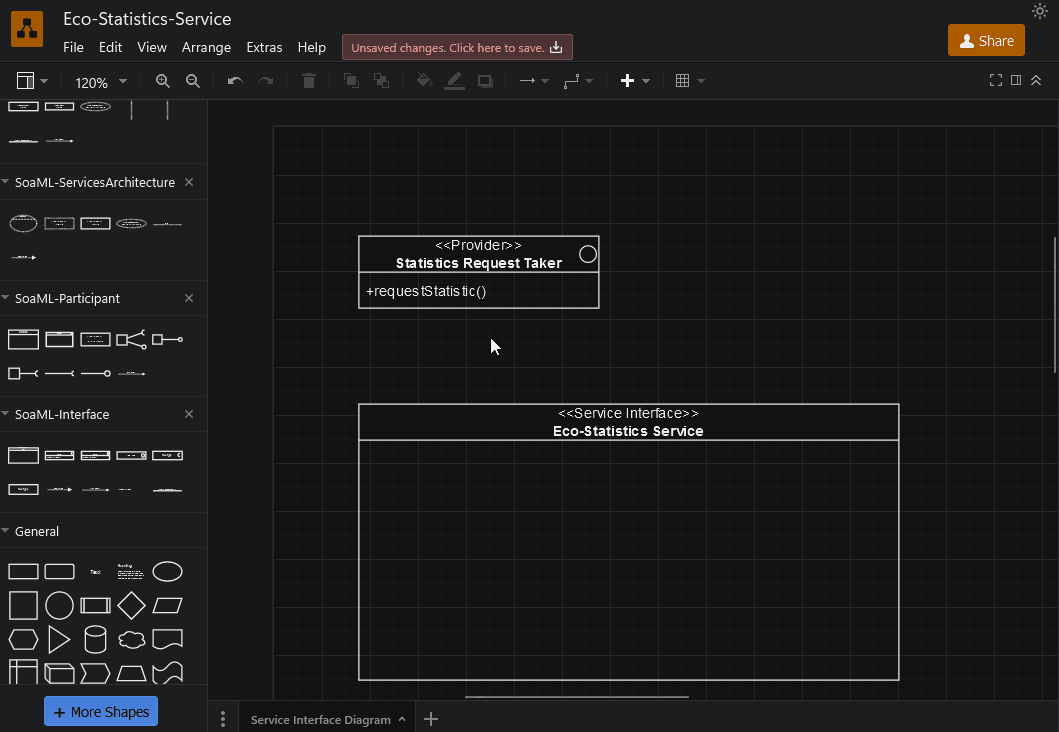 Eco-Statistics-Service
File Edit View Arrange Extras Help
Unsaved changes. Click here to save.
Share
120%
SoaML-ServicesArchitecture
SoaML-Participant
SoaML-Interface
General
Text
Heading
More Shapes
<<Provider>>
Statistics Request Taker
+requestStatistic()
<<Service Interface>>
Eco-Statistics Service
Service Interface Diagram